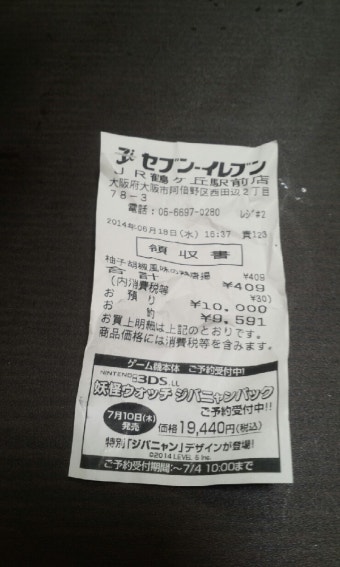 セブン-イレブン
JR鶴ヶ丘駅前店
大阪府大阪市阿倍野区西田辺2丁目
78-3
電話:06-6697-0280 レジ#2
2014年06月18日(水) 16:37 責123
領収書
柚子胡椒風味の唐揚 ¥409
合計 ¥409
(内消費税等 ¥30)
お預り ¥10,000
お釣 ¥9,591
お買上明細は上記のとおりです。
商品価格には消費税等を含みます。
ゲーム機本体 ご予約受付中!
NINTENDO 3DS LL
妖怪ウォッチ ジバニャンパック
ご予約受付中!!
7月10日(木)発売 価格19,440円(税込)
特別「ジバニャン」デザインが登場!
©2014 LEVEL-5 Inc.
ご予約受付期間:~7/4 10:00まで